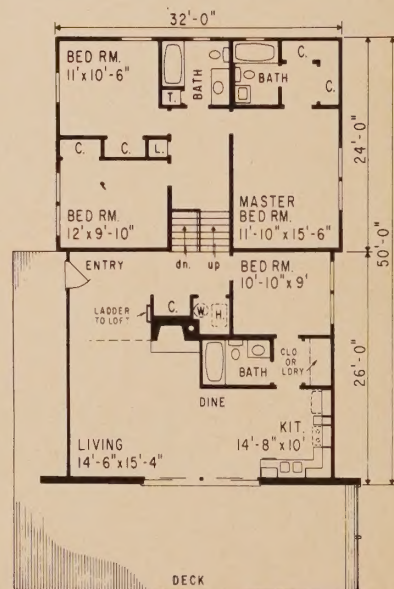 32'-0"
BED RM.
11'x10'-6"
BATH
T.
BATH
C.
C.
C.
C.
L.
24'-0"
BED RM.
12'x9'-10"
MASTER
BED RM.
11'-10"x15'-6"
50'-0"
ENTRY
dn.
up
BED RM.
10'-10"x9'
LADDER
TO LOFT
C.
W.
H.
26'-0"
BATH
CLO
OR
LDRY
DINE
LIVING
14'-6"x15'-4"
KIT.
14'-8"x10'
DECK